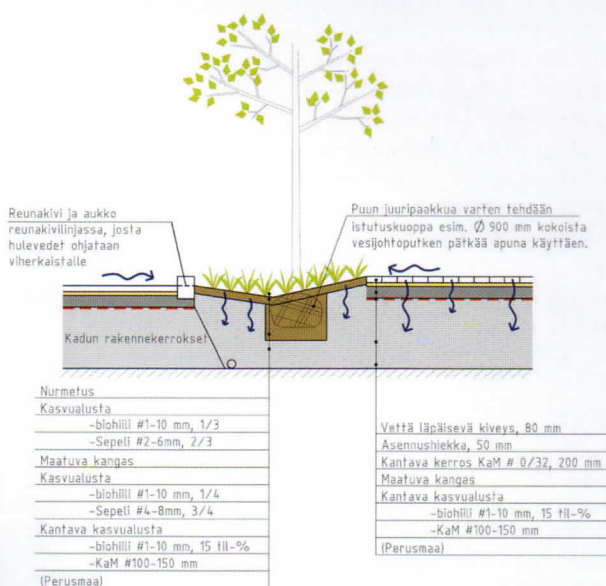 Reunakivi ja aukko
reunakivilinjassa, josta
hulevedet ohjataan
viherkaistalle
Puun juuripaakkua varten tehdään
istutuskuoppa esim. Ø 900 mm kokoista
vesijohtoputken pätkää apuna käyttäen.
Kadun rakennekerrokset
Nurmetus
Kasvualusta
-biohiili #1-10 mm, 1/3
-Sepeli #2-6mm, 2/3
Maatuva kangas
Kasvualusta
-biohiili #1-10 mm, 1/4
-Sepeli #4-8mm, 3/4
Kantava kasvualusta
-biohiili #1-10 mm, 15 til-%
-KaM #100-150 mm
(Perusmaa)
Vettä läpäisevä kiveys, 80 mm
Asennushiekka, 50 mm
Kantava kerros KaM # 0/32, 200 mm
Maatuva kangas
Kantava kasvualusta
-biohiili #1-10 mm, 15 til-%
-KaM #100-150 mm
(Perusmaa)